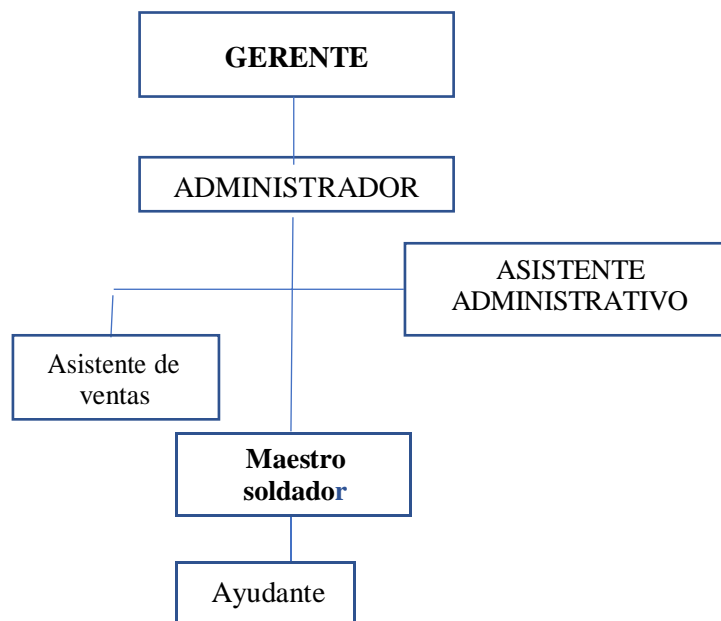 GERENTE
ADMINISTRADOR
ASISTENTE
ADMINISTRATIVO
Asistente de
ventas
Maestro
soldador
Ayudante